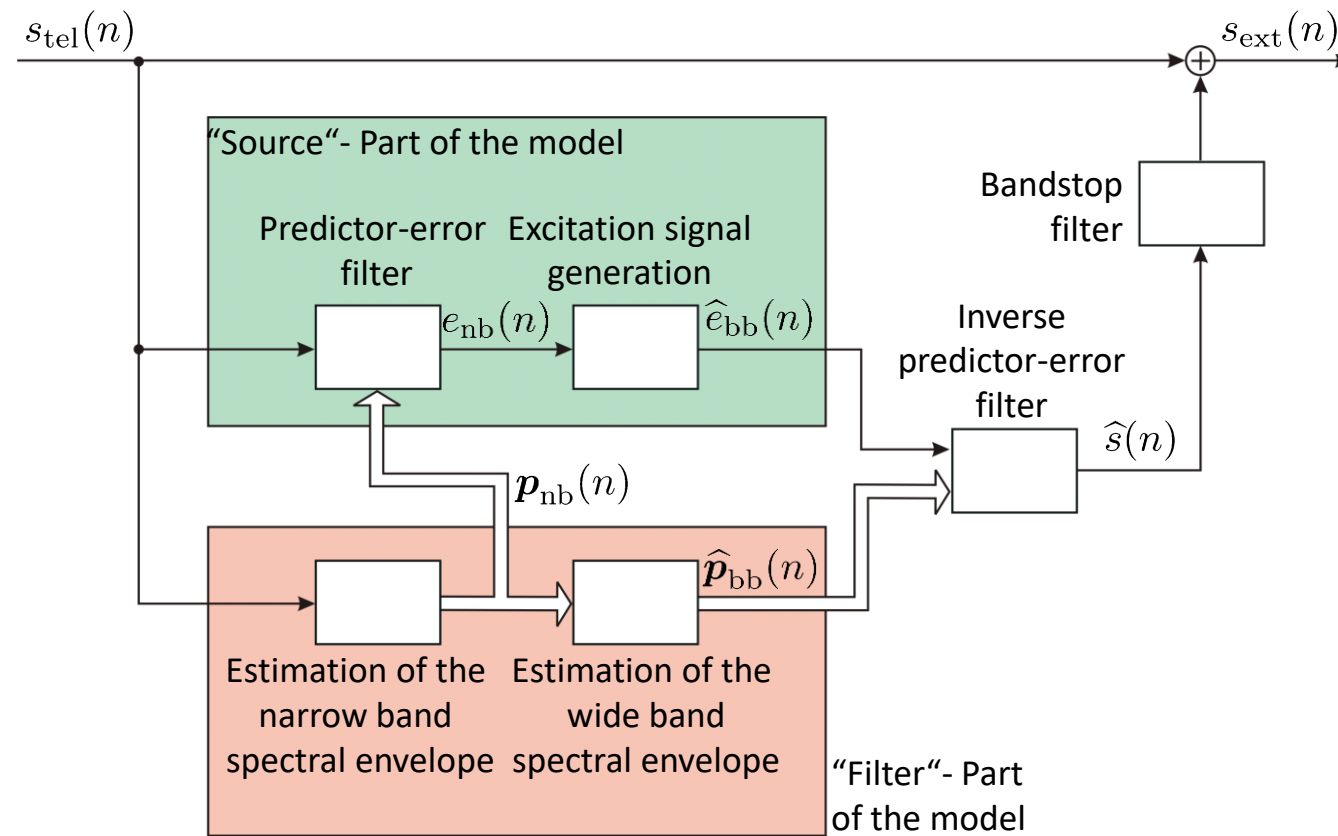 s_tel(n)
s_ext(n)
“Source“- Part of the model
Predictor-error
filter
Excitation signal
generation
e_nb(n)
ê_bb(n)
Bandstop
filter
Inverse
predictor-error
filter
ŝ(n)
p_nb(n)
p̂_bb(n)
Estimation of the
narrow band
spectral envelope
Estimation of the
wide band
spectral envelope
“Filter“- Part
of the model